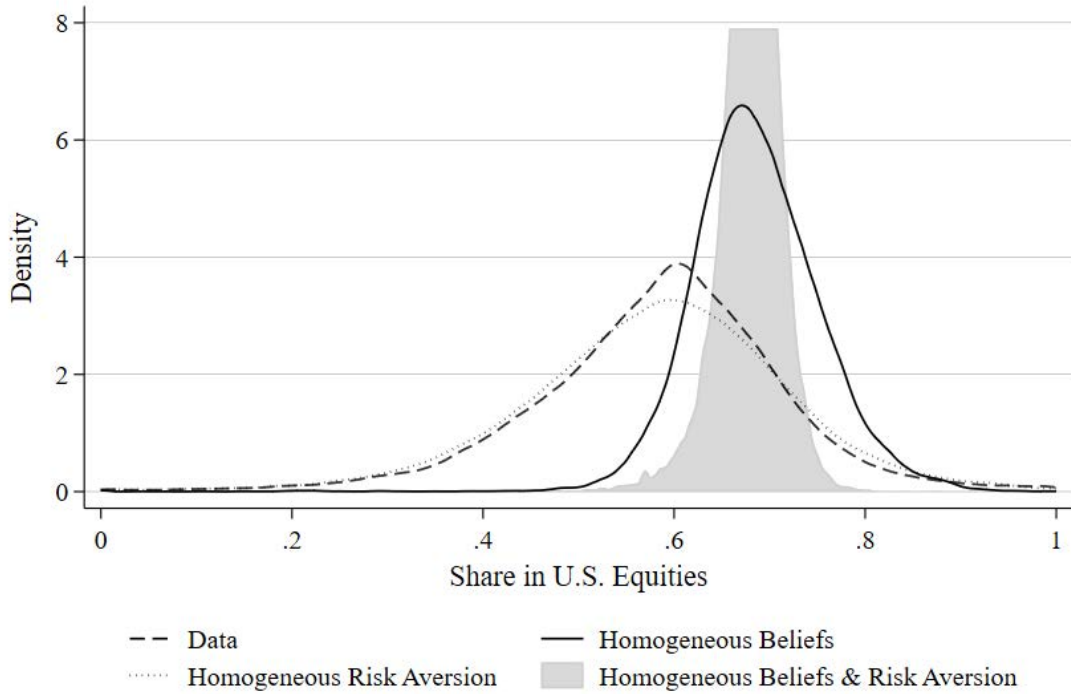 8
6
4
2
0
Density
0 .2 .4 .6 .8 1
Share in U.S. Equities
Data Homogeneous Beliefs
Homogeneous Risk Aversion Homogeneous Beliefs & Risk Aversion